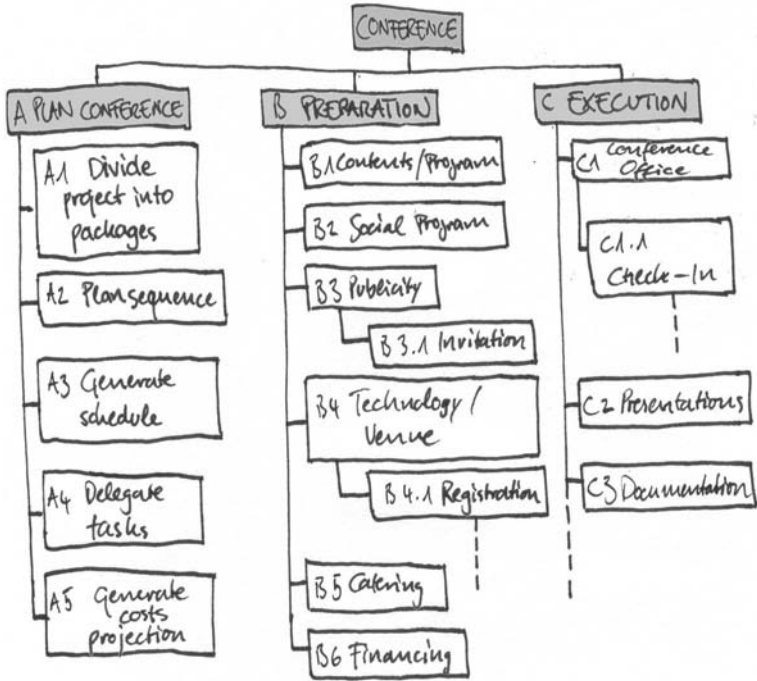 CONFERENCE
A PLAN CONFERENCE
A1 Divide
project into
packages
A2 Plan sequence
A3 Generate
schedule
A4 Delegate
tasks
A5 Generate
costs
projection
B PREPARATION
B1 Contents/Program
B2 Social Program
B3 Publicity
B3.1 Invitation
B4 Technology/
Venue
B4.1 Registration
B5 Catering
B6 Financing
C EXECUTION
C1 Conference
Office
C1.1
Check-In
C2 Presentations
C3 Documentation